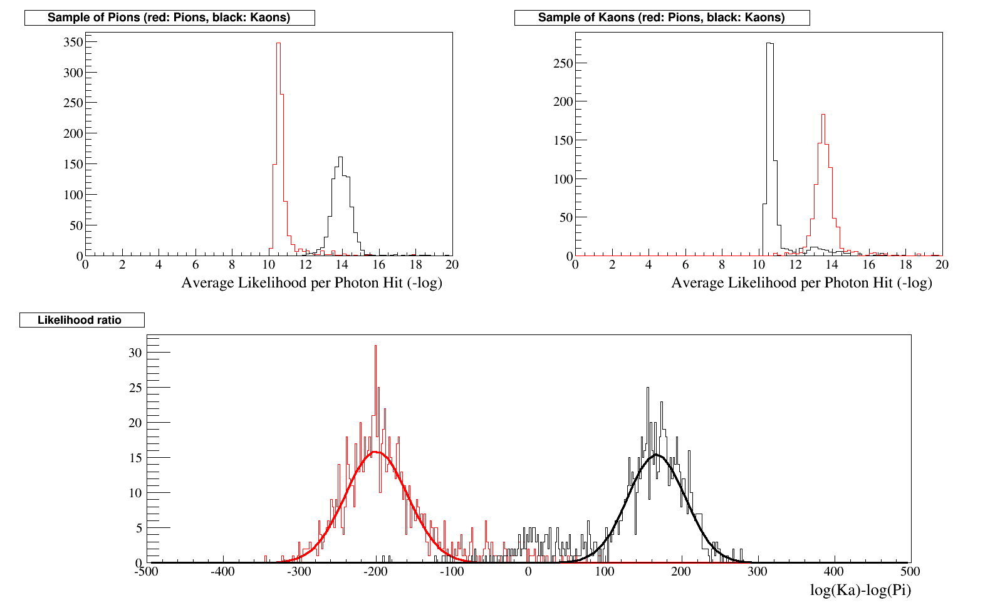 Sample of Pions (red: Pions, black: Kaons)
350
300
250
200
150
100
50
0
0 2 4 6 8 10 12 14 16 18 20
Average Likelihood per Photon Hit (-log)
Sample of Kaons (red: Pions, black: Kaons)
250
200
150
100
50
0
0 2 4 6 8 10 12 14 16 18 20
Average Likelihood per Photon Hit (-log)
Likelihood ratio
30
25
20
15
10
5
0
-500 -400 -300 -200 -100 0 100 200 300 400 500
log(Ka)-log(Pi)